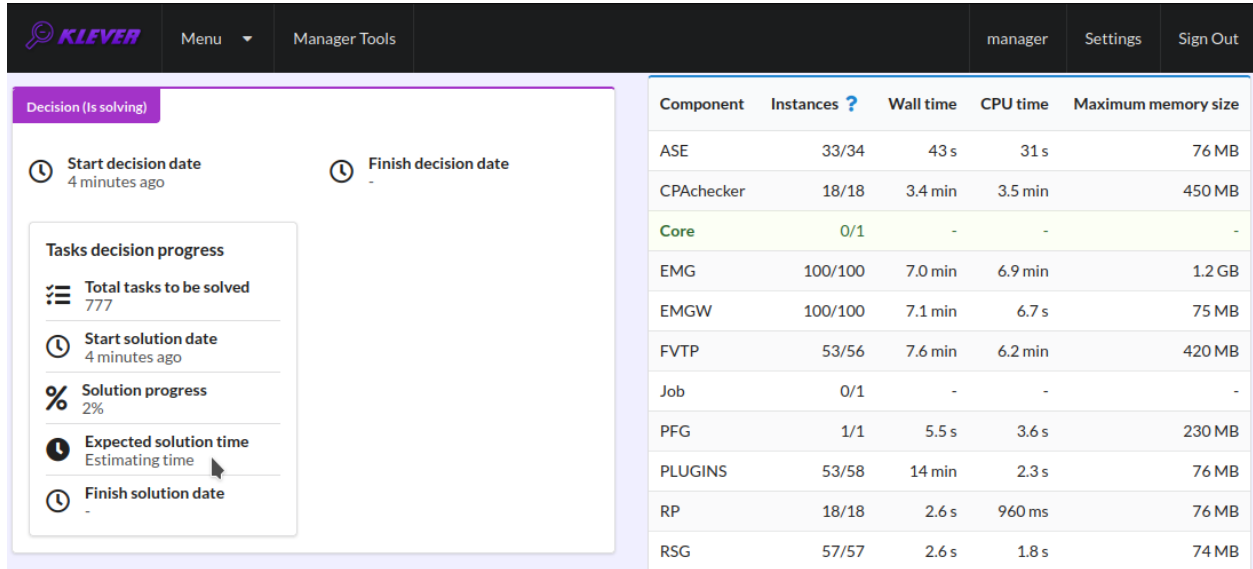 KLEVER Menu Manager Tools manager Settings Sign Out
Decision (Is solving)
Start decision date
4 minutes ago
Finish decision date
-
Tasks decision progress
Total tasks to be solved
777
Start solution date
4 minutes ago
Solution progress
2%
Expected solution time
Estimating time
Finish solution date
-
Component Instances ? Wall time CPU time Maximum memory size
ASE 33/34 43 s 31 s 76 MB
CPAchecker 18/18 3.4 min 3.5 min 450 MB
Core 0/1 - - -
EMG 100/100 7.0 min 6.9 min 1.2 GB
EMGW 100/100 7.1 min 6.7 s 75 MB
FVTP 53/56 7.6 min 6.2 min 420 MB
Job 0/1 - - -
PFG 1/1 5.5 s 3.6 s 230 MB
PLUGINS 53/58 14 min 2.3 s 76 MB
RP 18/18 2.6 s 960 ms 76 MB
RSG 57/57 2.6 s 1.8 s 74 MB